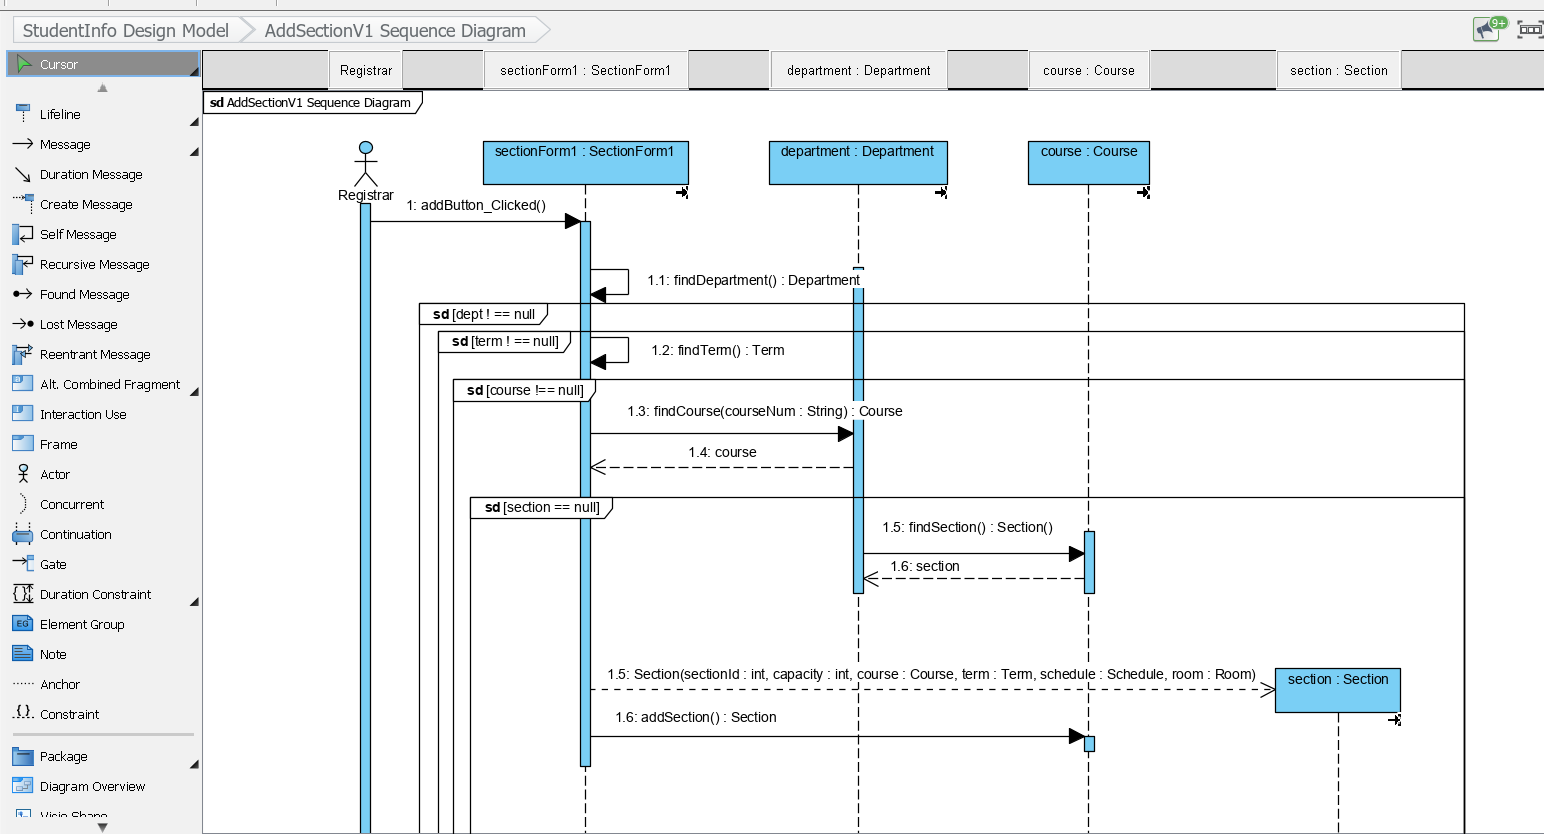 StudentInfo Design Model
AddSectionV1 Sequence Diagram
9+
Cursor
Lifeline
Message
Duration Message
Create Message
Self Message
Recursive Message
Found Message
Lost Message
Reentrant Message
Alt. Combined Fragment
Interaction Use
Frame
Actor
Concurrent
Continuation
Gate
Duration Constraint
EG Element Group
Note
Anchor
{} Constraint
Package
Diagram Overview
Visio Shape
Registrar
sectionForm1 : SectionForm1
department : Department
course : Course
section : Section
sd AddSectionV1 Sequence Diagram
sectionForm1 : SectionForm1
department : Department
course : Course
Registrar
1: addButton_Clicked()
1.1: findDepartment() : Department
sd [dept ! == null
sd [term ! == null]
1.2: findTerm() : Term
sd [course !== null]
1.3: findCourse(courseNum : String) : Course
1.4: course
sd [section == null]
1.5: findSection() : Section()
1.6: section
1.5: Section(sectionId : int, capacity : int, course : Course, term : Term, schedule : Schedule, room : Room)
section : Section
1.6: addSection() : Section